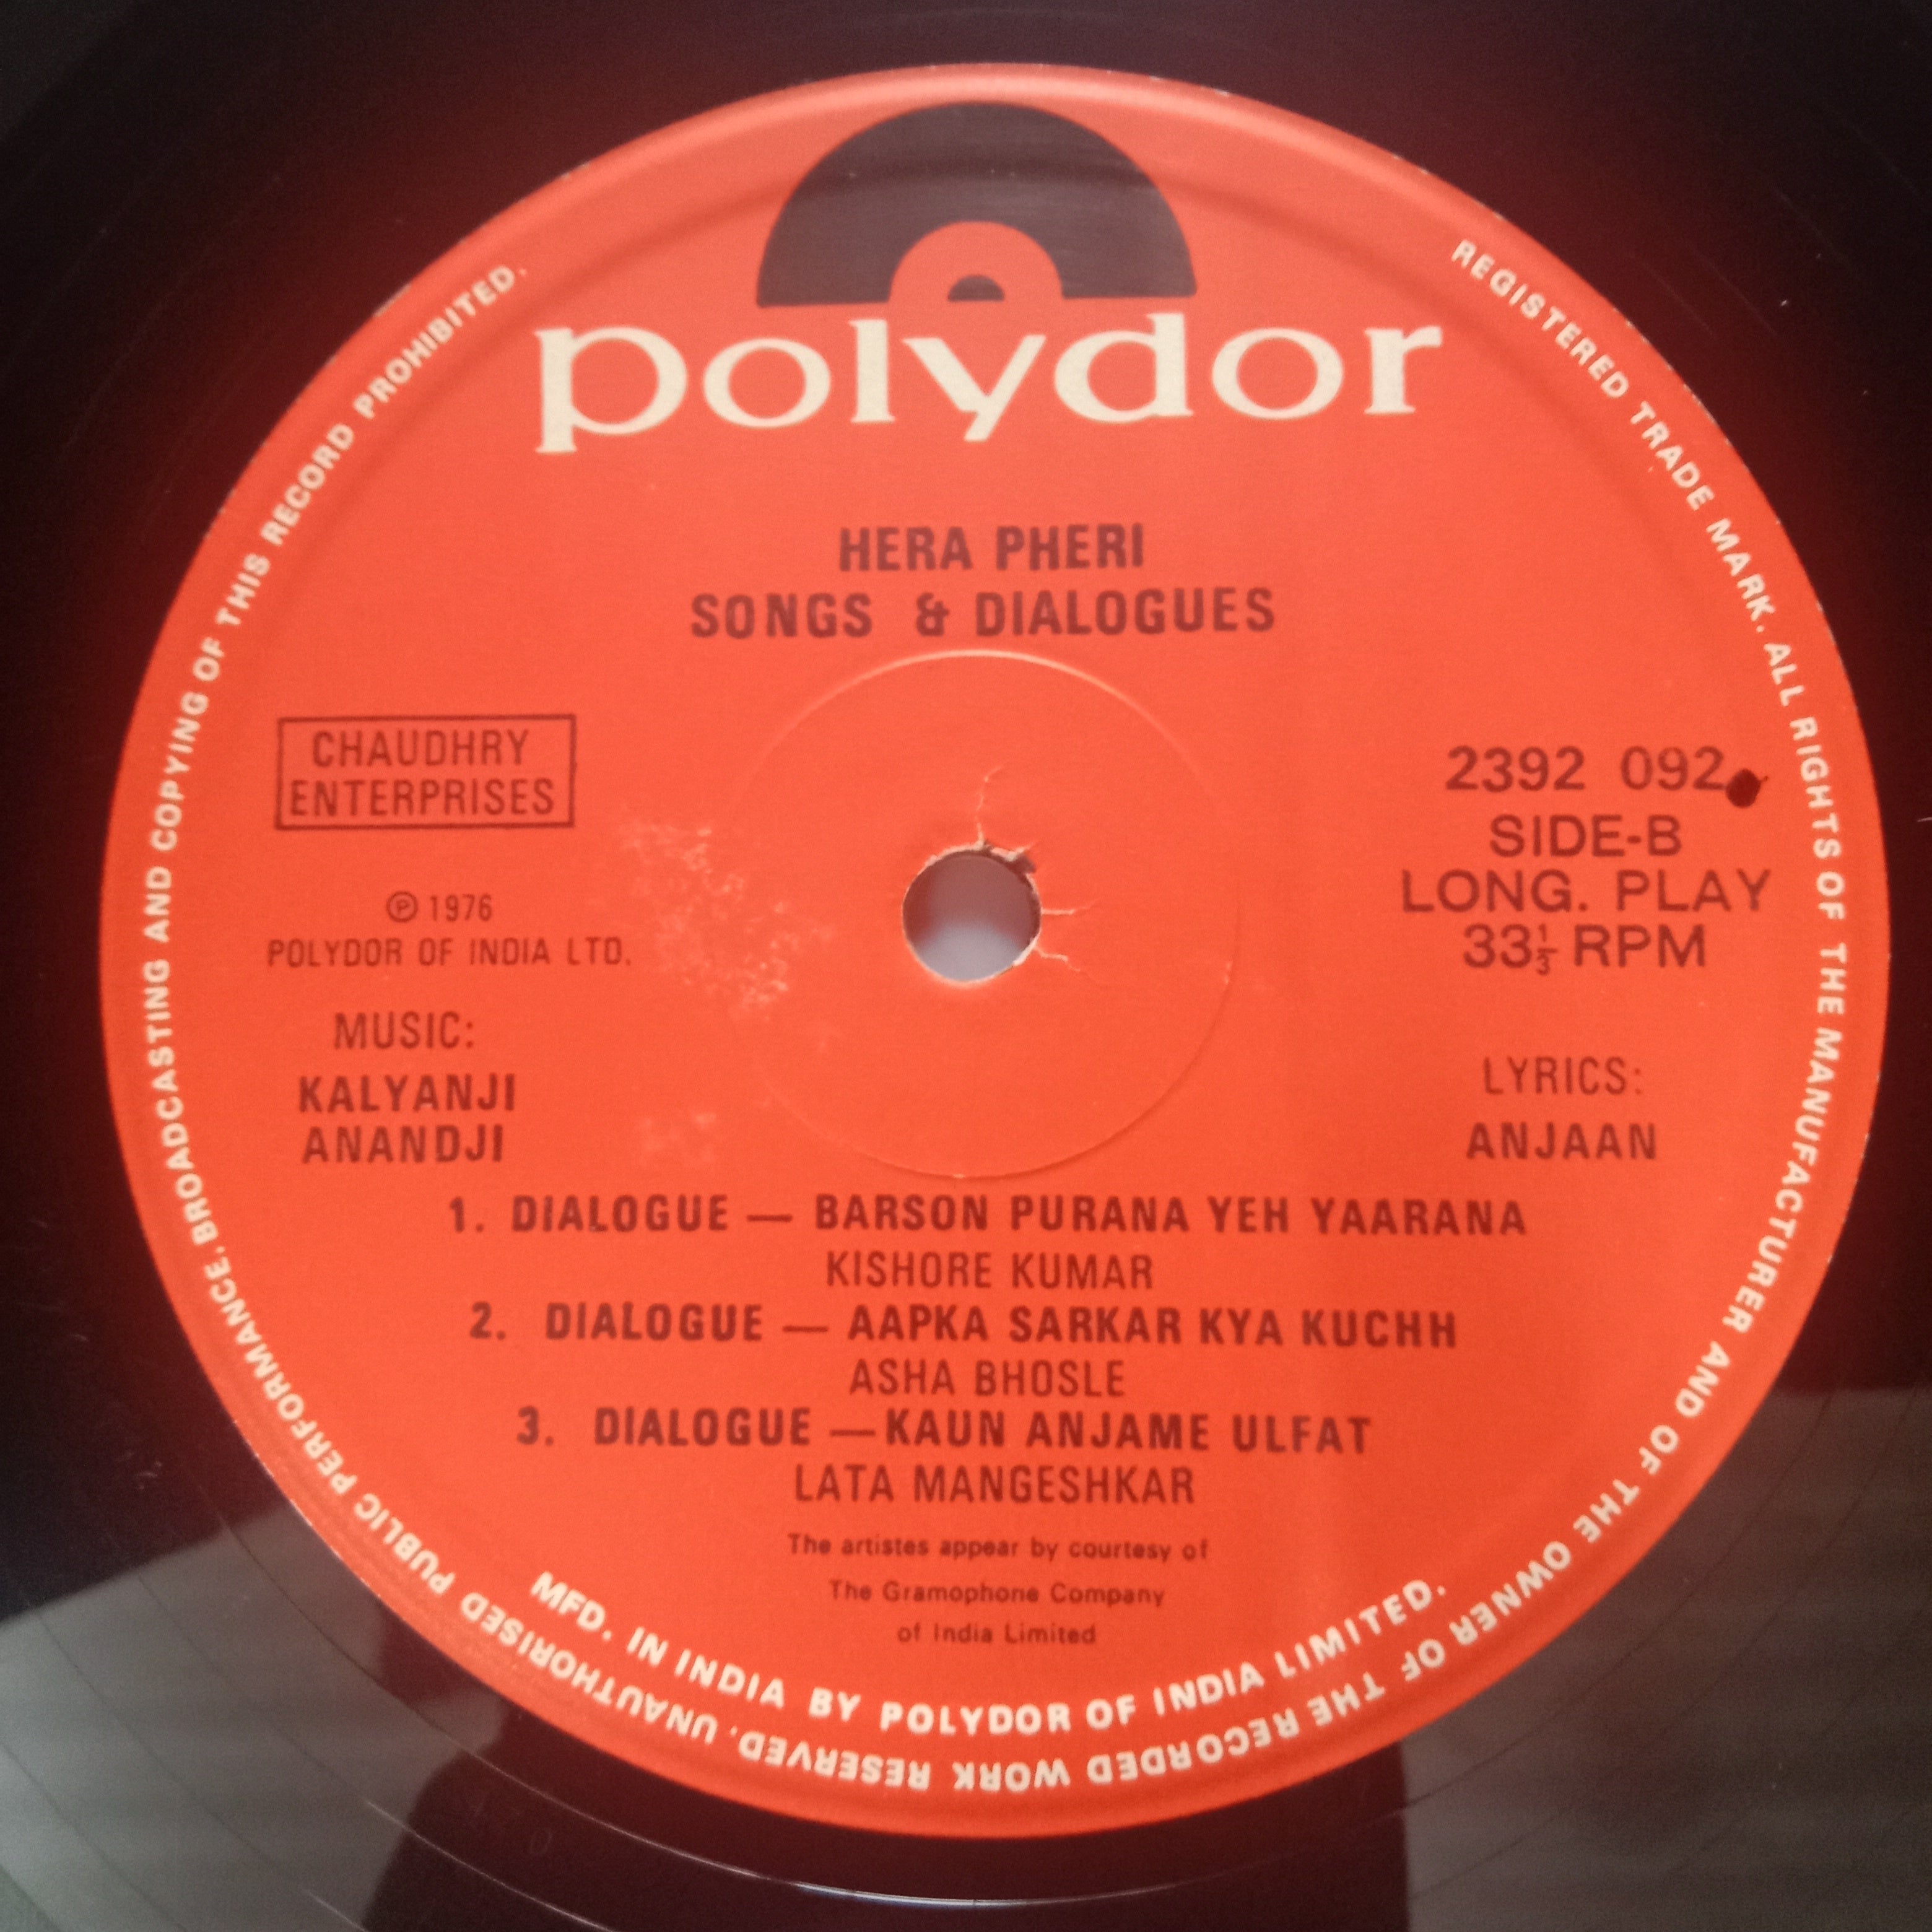 polydor
HERA PHERI
SONGS & DIALOGUES
CHAUDHRY
ENTERPRISES
℗ 1976
POLYDOR OF INDIA LTD.
MUSIC:
KALYANJI
ANANDJI
2392 092
SIDE-B
LONG. PLAY
33⅓ RPM
LYRICS:
ANJAAN
1. DIALOGUE — BARSON PURANA YEH YAARANA
KISHORE KUMAR
2. DIALOGUE — AAPKA SARKAR KYA KUCHH
ASHA BHOSLE
3. DIALOGUE — KAUN ANJAME ULFAT
LATA MANGESHKAR
The artistes appear by courtesy of
The Gramophone Company
of India Limited
MFD. IN INDIA BY POLYDOR OF INDIA LIMITED.
REGISTERED TRADE MARK. ALL RIGHTS OF THE MANUFACTURER AND OF THE OWNER OF THE RECORDED WORK RESERVED. UNAUTHORISED PUBLIC PERFORMANCE, BROADCASTING AND COPYING OF THIS RECORD PROHIBITED.